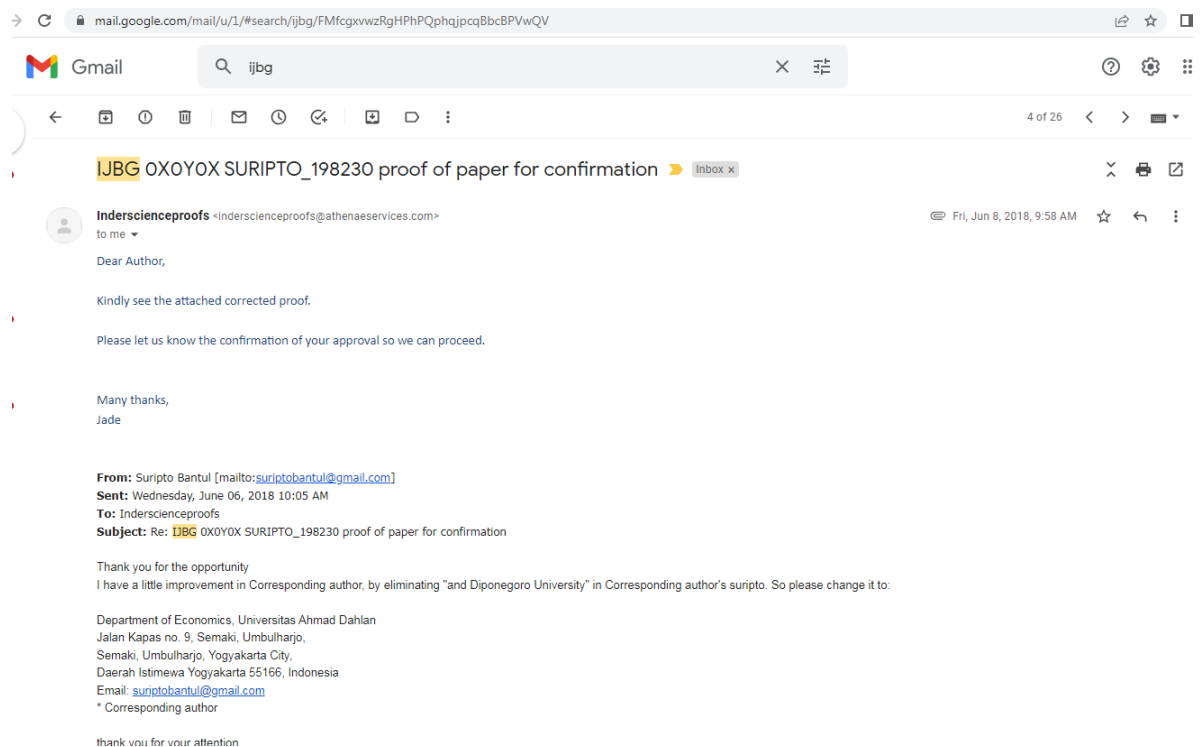 mail.google.com/mail/u/1/#search/ijbg/FMfcgxvwzRgHPhPQphqjpcqBbcBPVwQV
Gmail
ijbg
4 of 26
IJBG 0X0Y0X SURIPTO_198230 proof of paper for confirmation
Inbox x
Inderscienceproofs <inderscienceproofs@athenaeservices.com>
Fri, Jun 8, 2018, 9:58 AM
to me
Dear Author,
Kindly see the attached corrected proof.
Please let us know the confirmation of your approval so we can proceed.
Many thanks,
Jade
From: Suripto Bantul [mailto:suriptobantul@gmail.com]
Sent: Wednesday, June 06, 2018 10:05 AM
To: Inderscienceproofs
Subject: Re: IJBG 0X0Y0X SURIPTO_198230 proof of paper for confirmation
Thank you for the opportunity
I have a little improvement in Corresponding author, by eliminating "and Diponegoro University" in Corresponding author's suripto. So please change it to:
Department of Economics, Universitas Ahmad Dahlan
Jalan Kapas no. 9, Semaki, Umbulharjo,
Semaki, Umbulharjo, Yogyakarta City,
Daerah Istimewa Yogyakarta 55166, Indonesia
Email: suriptobantul@gmail.com
* Corresponding author
thank you for your attention